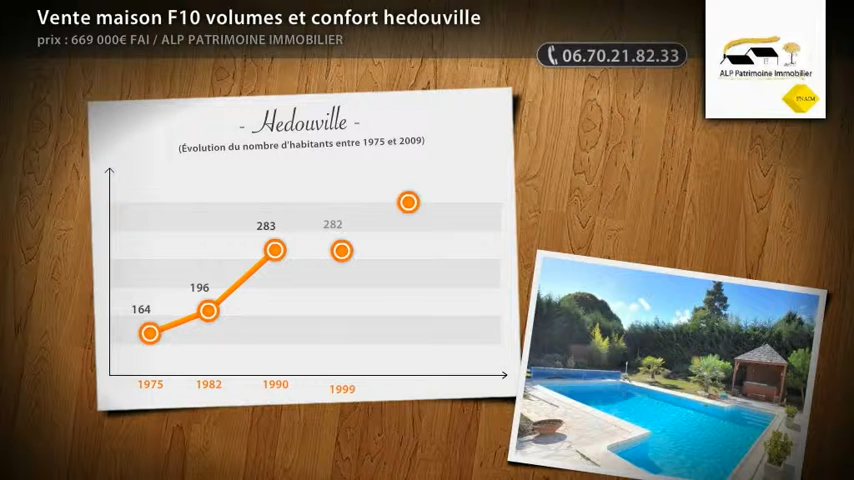 Vente maison F10 volumes et confort hedouville
prix : 669 000€ FAI / ALP PATRIMOINE IMMOBILIER
06.70.21.82.33
ALP Patrimoine Immobilier
FNAIM
- Hedouville -
(Évolution du nombre d'habitants entre 1975 et 2009)
283
282
196
164
1975
1982
1990
1999